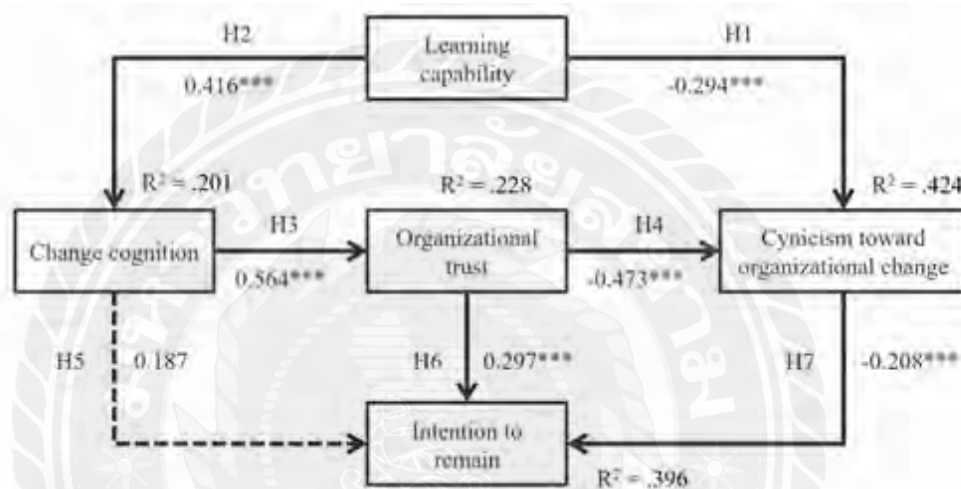 H2
Learning
capability
H1
0.416***
-0.294***
R² = .201
R² = .228
R² = .424
Change cognition
H3
0.564***
Organizational
trust
H4
-0.473***
Cynicism toward
organizational change
H5
0.187
H6
0.297***
H7
-0.208***
Intention to
remain
R² = .396